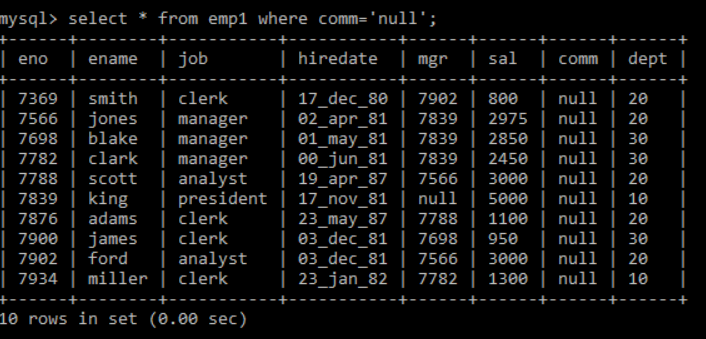 mysql> select * from emp1 where comm='null';
+------+--------+-----------+-----------+------+------+------+------+
| eno | ename | job | hiredate | mgr | sal | comm | dept |
+------+--------+-----------+-----------+------+------+------+------+
| 7369 | smith | clerk | 17_dec_80 | 7902 | 800 | null | 20 |
| 7566 | jones | manager | 02_apr_81 | 7839 | 2975 | null | 20 |
| 7698 | blake | manager | 01_may_81 | 7839 | 2850 | null | 30 |
| 7782 | clark | manager | 00_jun_81 | 7839 | 2450 | null | 30 |
| 7788 | scott | analyst | 19_apr_87 | 7566 | 3000 | null | 20 |
| 7839 | king | president | 17_nov_81 | null | 5000 | null | 10 |
| 7876 | adams | clerk | 23_may_87 | 7788 | 1100 | null | 20 |
| 7900 | james | clerk | 03_dec_81 | 7698 | 950 | null | 30 |
| 7902 | ford | analyst | 03_dec_81 | 7566 | 3000 | null | 20 |
| 7934 | miller | clerk | 23_jan_82 | 7782 | 1300 | null | 10 |
+------+--------+-----------+-----------+------+------+------+------+
10 rows in set (0.00 sec)